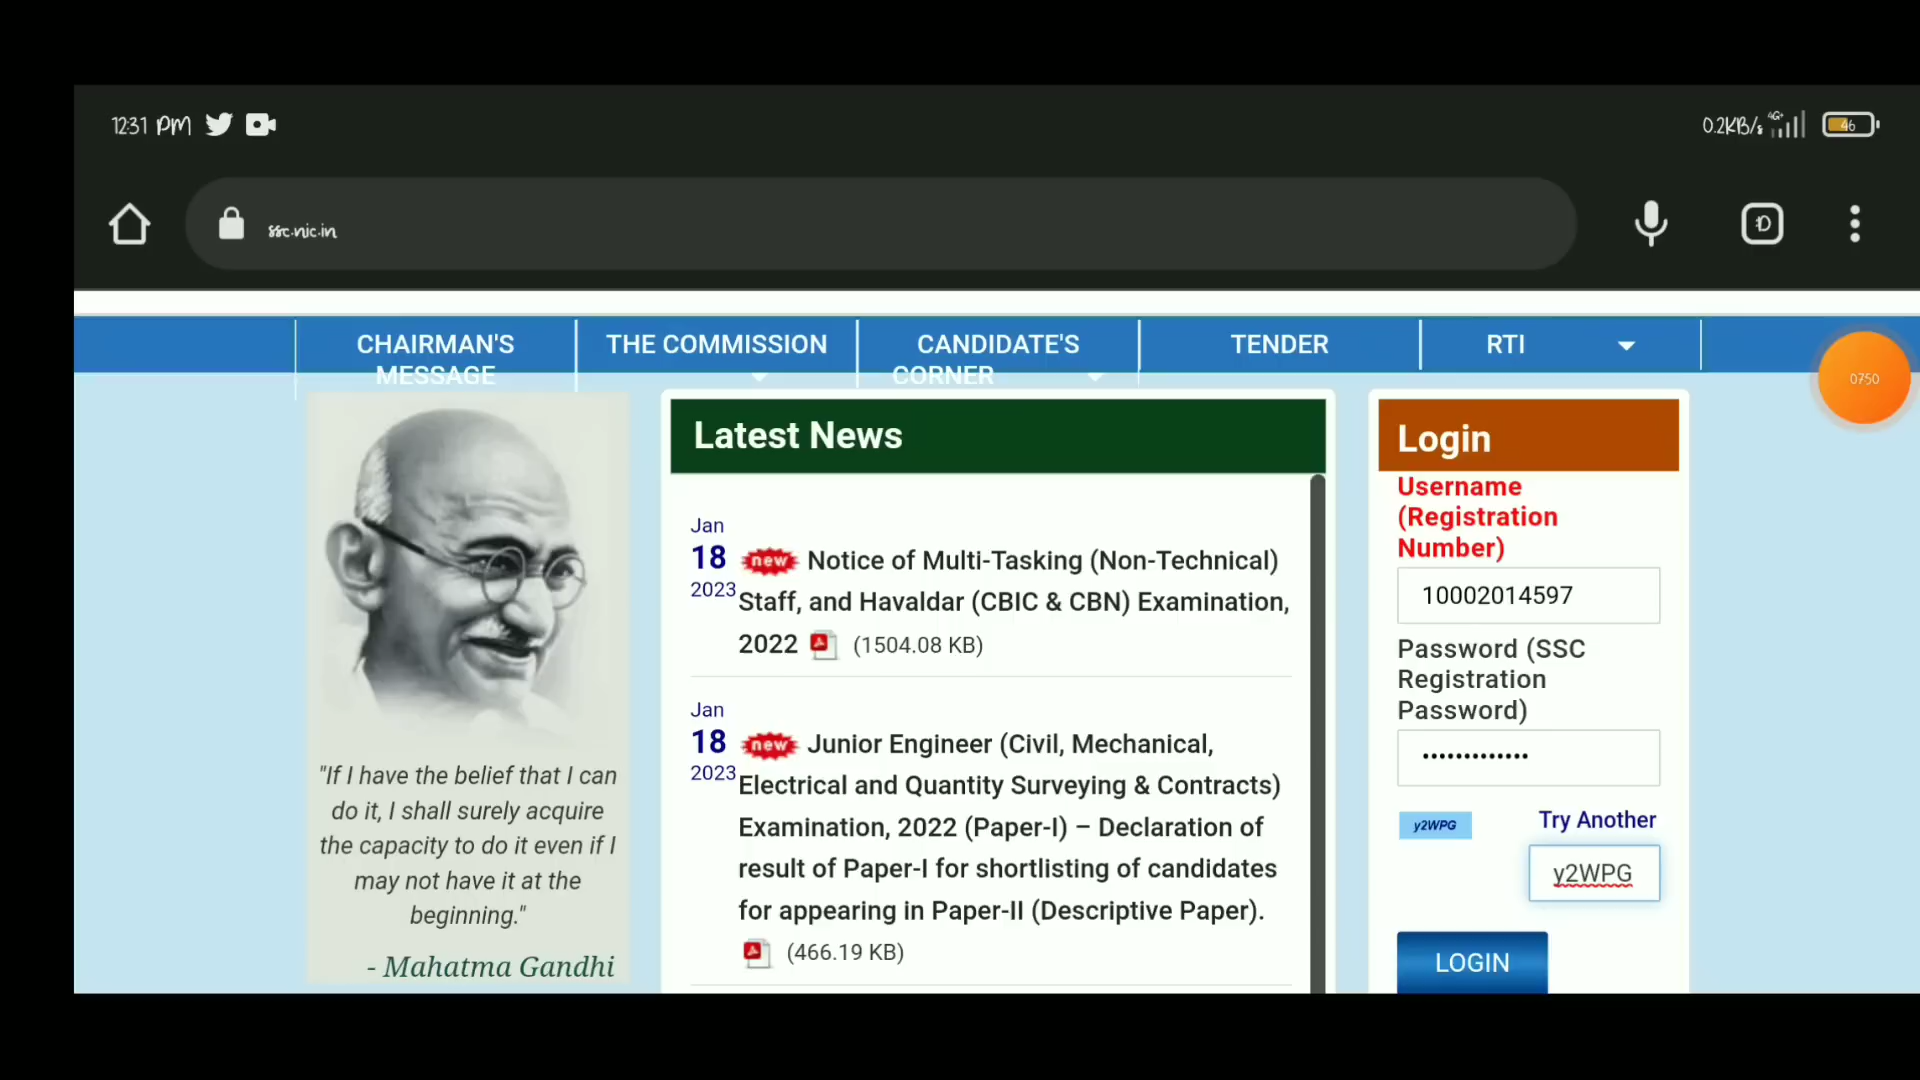 12:31 PM
0.2KB/s 4G+ 46
ssc.nic.in
:D
CHAIRMAN'S MESSAGE
THE COMMISSION
CANDIDATE'S CORNER
TENDER
RTI
0750
"If I have the belief that I can
do it, I shall surely acquire
the capacity to do it even if I
may not have it at the
beginning."
- Mahatma Gandhi
Latest News
Jan
18
2023
new Notice of Multi-Tasking (Non-Technical)
Staff, and Havaldar (CBIC & CBN) Examination,
2022 (1504.08 KB)
Jan
18
2023
new Junior Engineer (Civil, Mechanical,
Electrical and Quantity Surveying & Contracts)
Examination, 2022 (Paper-I) – Declaration of
result of Paper-I for shortlisting of candidates
for appearing in Paper-II (Descriptive Paper).
(466.19 KB)
Login
Username
(Registration
Number)
10002014597
Password (SSC
Registration
Password)
•••••••••••••
y2WPG
Try Another
y2WPG
LOGIN